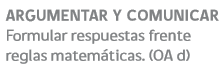 ARGUMENTAR Y COMUNICAR
Formular respuestas frente
reglas matemáticas. (OA d)